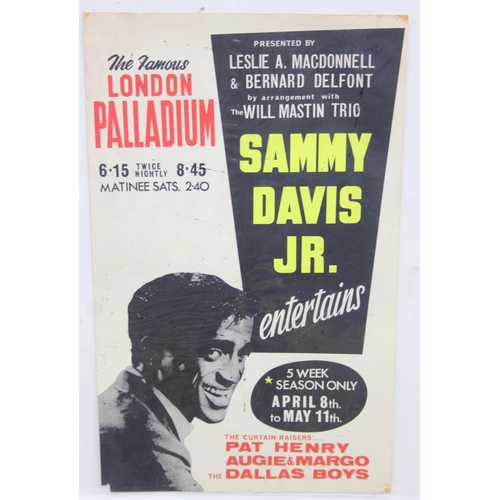 The Famous
LONDON
PALLADIUM
6·15 TWICE NIGHTLY 8·45
MATINEE SATS. 2·40
PRESENTED BY
LESLIE A. MACDONNELL
& BERNARD DELFONT
by arrangement with
The WILL MASTIN TRIO
SAMMY
DAVIS
JR.
entertains
5 WEEK
★ SEASON ONLY
APRIL 8th.
to MAY 11th.
THE 'CURTAIN-RAISERS'....
PAT HENRY
AUGIE & MARGO
THE DALLAS BOYS